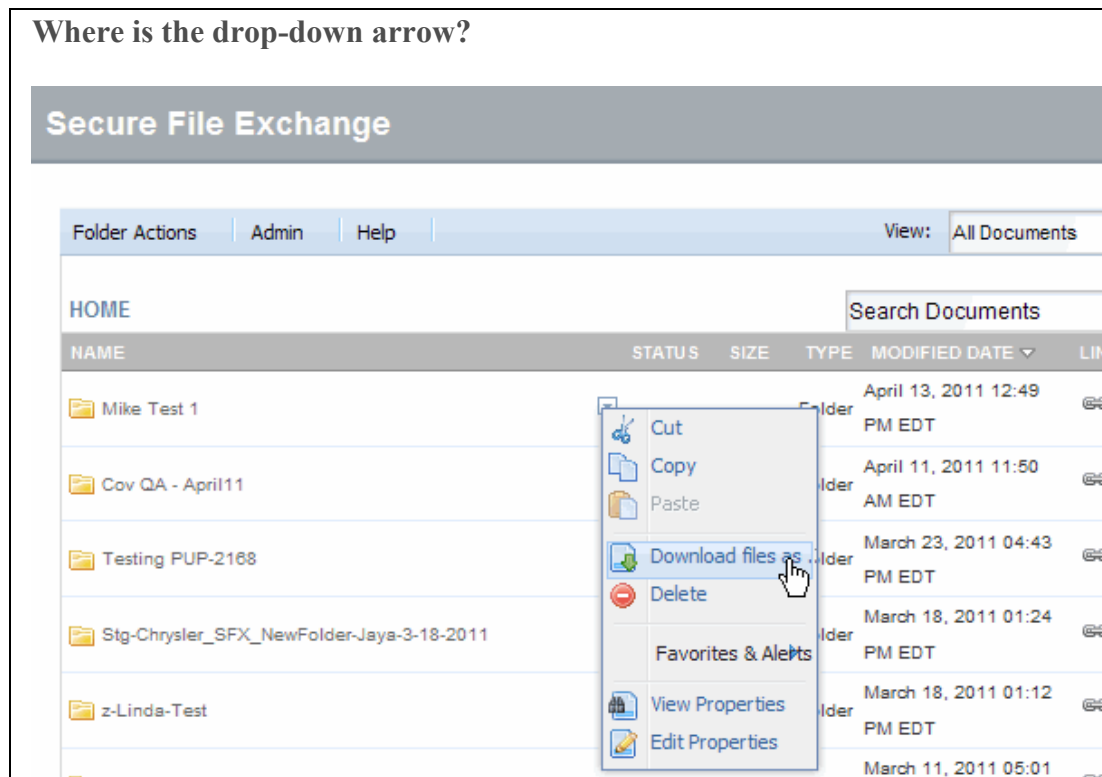 Where is the drop-down arrow?
Secure File Exchange
Folder Actions Admin Help View: All Documents
HOME Search Documents
NAME STATUS SIZE TYPE MODIFIED DATE
Mike Test 1 April 13, 2011 12:49
PM EDT
Cut
Copy
Cov QA - April11 April 11, 2011 11:50
AM EDT
Paste
Testing PUP-2168 March 23, 2011 04:43
PM EDT
Download files as
Delete
Stg-Chrysler_SFX_NewFolder-Jaya-3-18-2011 March 18, 2011 01:24
PM EDT
Favorites & Alerts
z-Linda-Test March 18, 2011 01:12
PM EDT
View Properties
Edit Properties
March 11, 2011 05:01